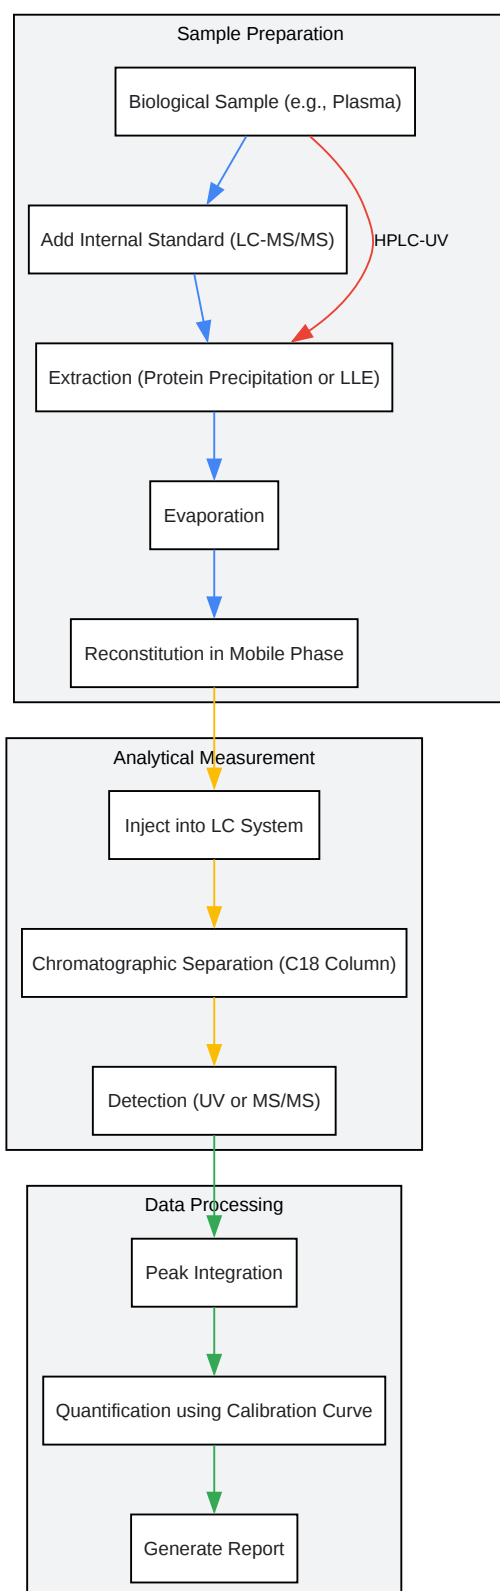 Sample Preparation
Biological Sample (e.g., Plasma)
Add Internal Standard (LC-MS/MS)
HPLC-UV
Extraction (Protein Precipitation or LLE)
Evaporation
Reconstitution in Mobile Phase
Analytical Measurement
Inject into LC System
Chromatographic Separation (C18 Column)
Detection (UV or MS/MS)
Data Processing
Peak Integration
Quantification using Calibration Curve
Generate Report